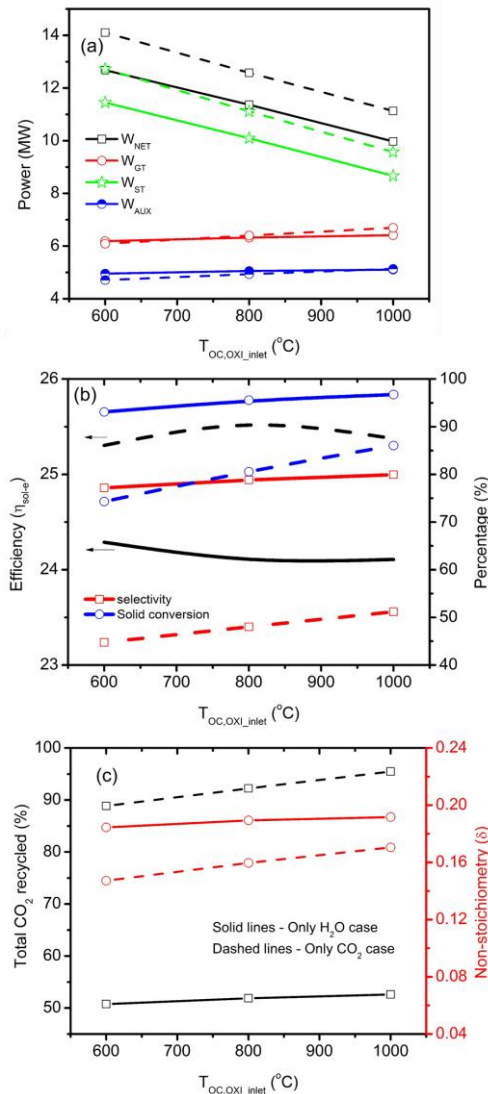 (a)
14
12
10
8
6
4
Power (MW)
W_NET
W_GT
W_ST
W_AUX
600 700 800 900 1000
T_OC,OXI_inlet (°C)
(b)
26
25
24
23
Efficiency (η_sol-e)
100
90
80
70
60
50
40
Percentage (%)
selectivity
Solid conversion
600 700 800 900 1000
T_OC,OXI_inlet (°C)
(c)
100
90
80
70
60
50
Total CO₂ recycled (%)
0.24
0.20
0.16
0.12
0.08
0.04
Non-stoichiometry (δ)
Solid lines - Only H₂O case
Dashed lines - Only CO₂ case
600 700 800 900 1000
T_OC,OXI_inlet (°C)